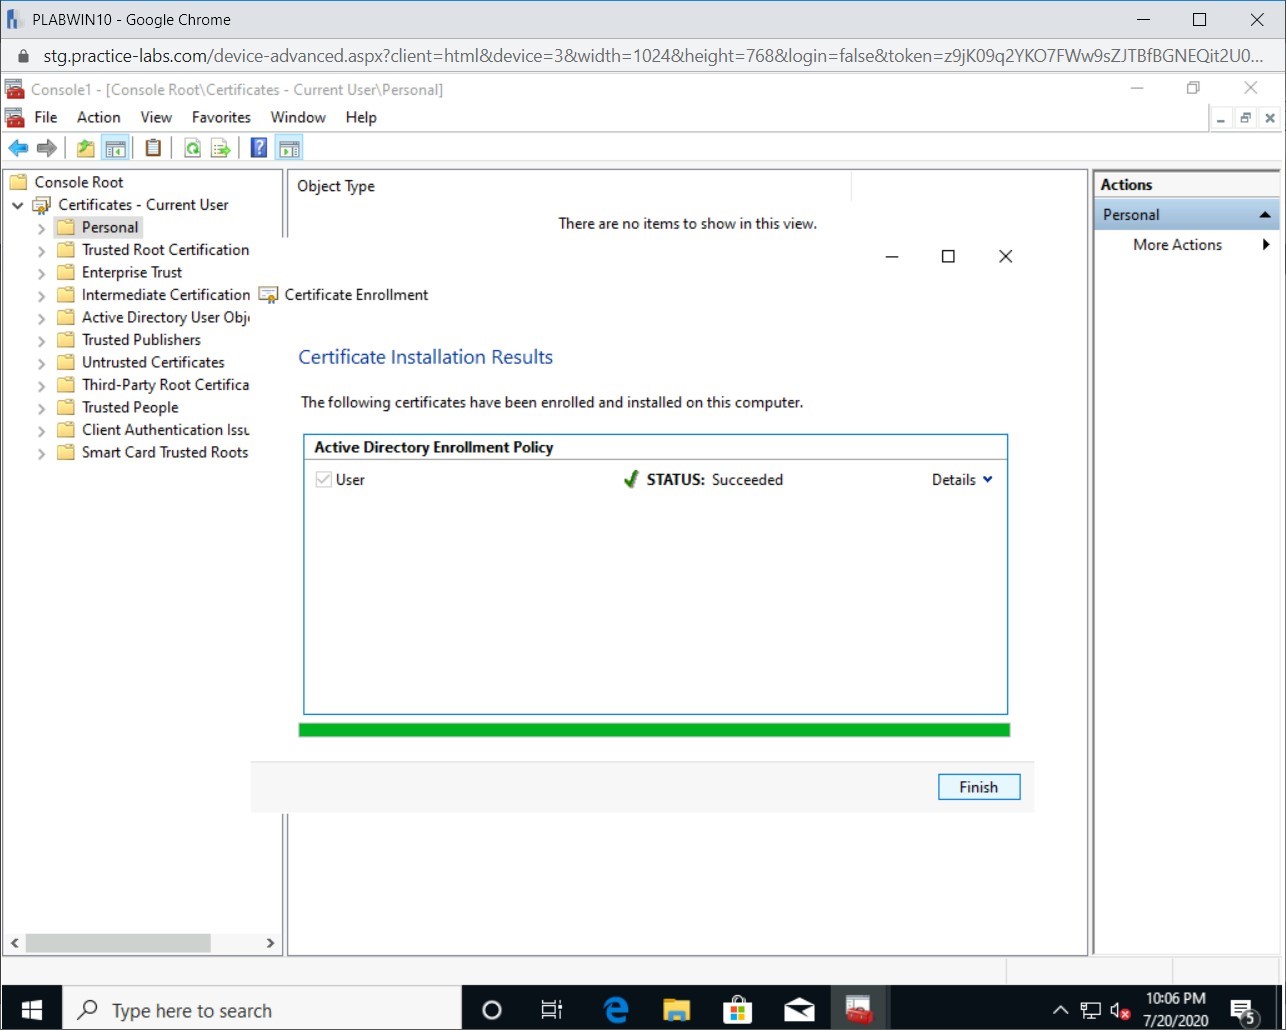 PLABWIN10 - Google Chrome
stg.practice-labs.com/device-advanced.aspx?client=html&device=3&width=1024&height=768&login=false&token=z9jK09q2YKO7FWw9sZJTBfBGNEQit2U0...
Console1 - [Console Root\Certificates - Current User\Personal]
File Action View Favorites Window Help
Console Root
Certificates - Current User
Personal
Trusted Root Certification
Enterprise Trust
Intermediate Certification
Active Directory User Obje
Trusted Publishers
Untrusted Certificates
Third-Party Root Certifica
Trusted People
Client Authentication Issu
Smart Card Trusted Roots
Object Type
There are no items to show in this view.
Actions
Personal
More Actions
Certificate Enrollment
Certificate Installation Results
The following certificates have been enrolled and installed on this computer.
Active Directory Enrollment Policy
User STATUS: Succeeded Details
Finish
Type here to search
10:06 PM
7/20/2020
5